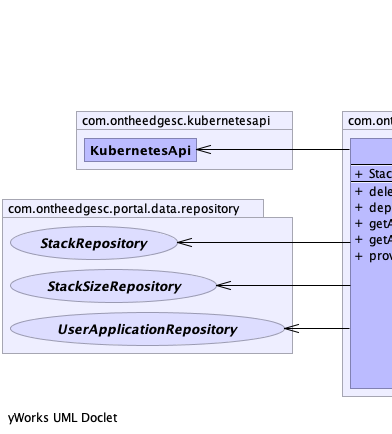 com.ontheedgesc.kubernetesapi
com.ont
KubernetesApi
+ Stac
+ dele
com.ontheedgesc.portal.data.repository
+ dep
+ getA
StackRepository
+ getA
+ prov
StackSizeRepository
UserApplicationRepository
yWorks UML Doclet